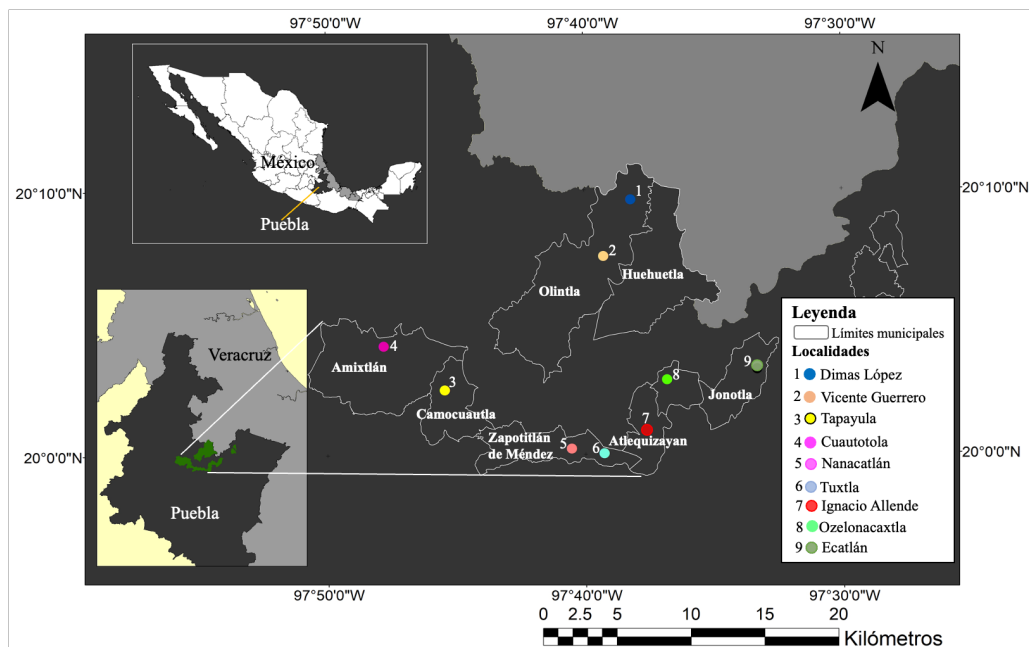 97°50'0"W 97°40'0"W 97°30'0"W
N
México
Puebla
20°10'0"N 20°10'0"N
1
2
Huehuetla
Olintla
Veracruz
Puebla
4
Amixtlán
3
Camocuautla
9
8
Jonotla
7
Atlequizayan
Zapotitlán
de Méndez
5
6
20°0'0"N 20°0'0"N
Leyenda
Límites municipales
Localidades
1 Dimas López
2 Vicente Guerrero
3 Tapayula
4 Cuautotola
5 Nanacatlán
6 Tuxtla
7 Ignacio Allende
8 Ozelonacaxtla
9 Ecatlán
97°50'0"W 97°40'0"W 97°30'0"W
0 2.5 5 10 15 20
Kilómetros